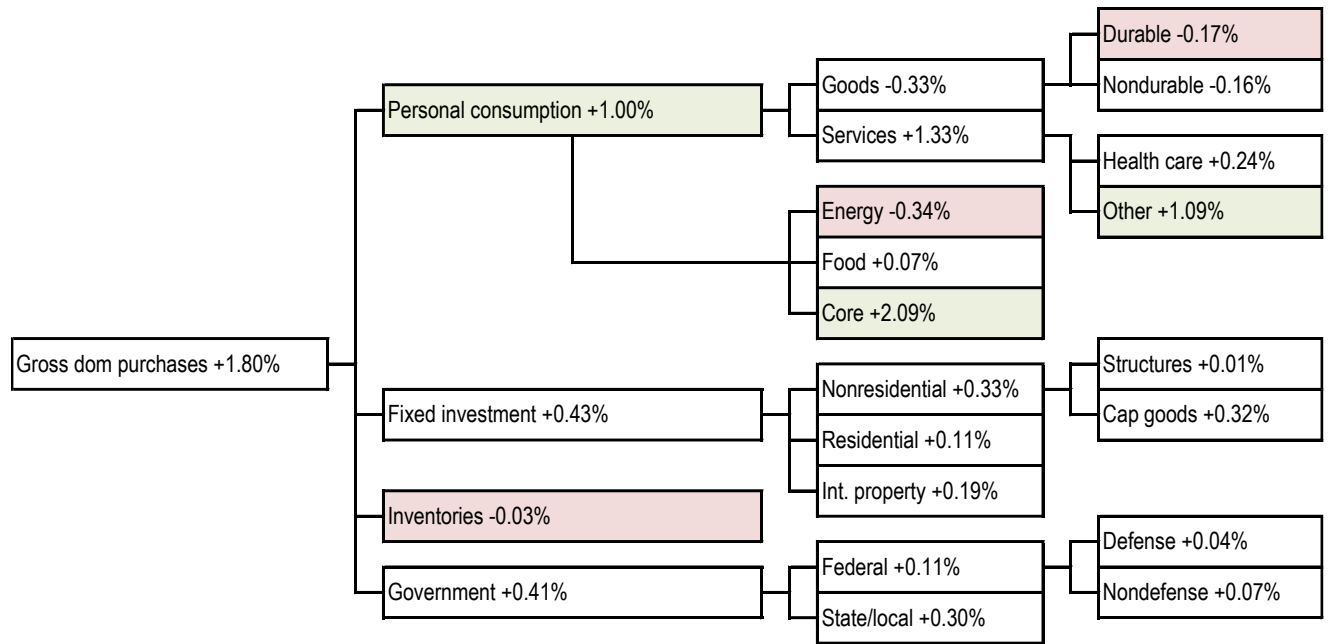 Gross dom purchases +1.80%
Personal consumption +1.00%
Goods -0.33%
Durable -0.17%
Nondurable -0.16%
Services +1.33%
Health care +0.24%
Other +1.09%
Energy -0.34%
Food +0.07%
Core +2.09%
Fixed investment +0.43%
Nonresidential +0.33%
Structures +0.01%
Cap goods +0.32%
Residential +0.11%
Int. property +0.19%
Inventories -0.03%
Government +0.41%
Federal +0.11%
Defense +0.04%
Nondefense +0.07%
State/local +0.30%